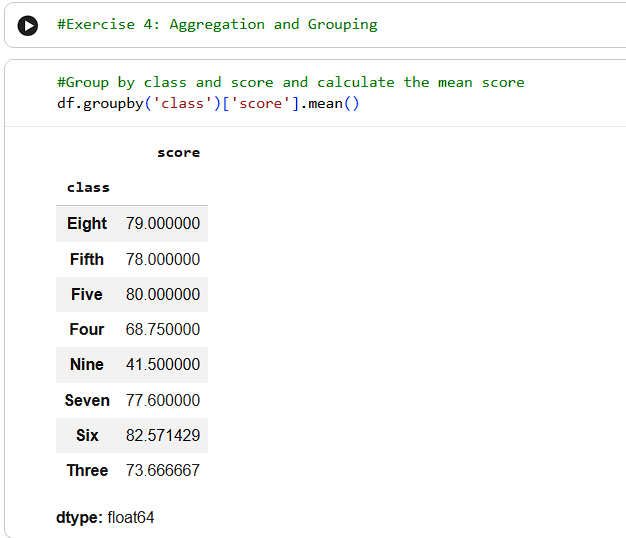 #Exercise 4: Aggregation and Grouping
#Group by class and score and calculate the mean score
df.groupby('class')['score'].mean()
score
class
Eight 79.000000
Fifth 78.000000
Five 80.000000
Four 68.750000
Nine 41.500000
Seven 77.600000
Six 82.571429
Three 73.666667
dtype: float64